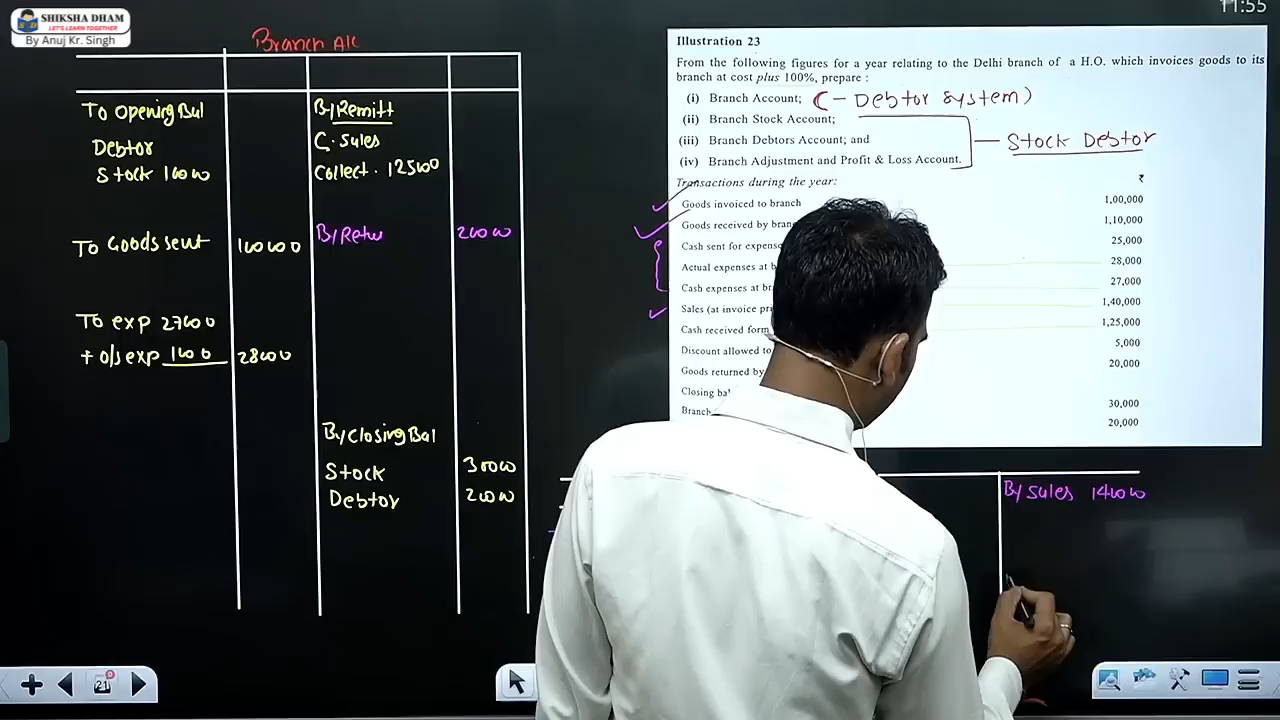 SHIKSHA DHAM
LET'S LEARN TOGETHER
By Anuj Kr. Singh
11:55
Branch A/c
To Opening Bal
Debtor
Stock 10000
To Goods sent 100000
To exp 27000
+ o/s exp 1000 28000
By Remitt
C. Sales
Collect. 125000
By Retu 20000
By Closing Bal
Stock 30000
Debtor 20000
Illustration 23
From the following figures for a year relating to the Delhi branch of a H.O. which invoices goods to its
branch at cost plus 100%, prepare :
(i) Branch Account; (- Debtor System)
(ii) Branch Stock Account;
(iii) Branch Debtors Account; and
(iv) Branch Adjustment and Profit & Loss Account.
- Stock Debtor
Transactions during the year: ₹
Goods invoiced to branch 1,00,000
Goods received by bran 1,10,000
Cash sent for expens 25,000
Actual expenses at b 28,000
Cash expenses at b 27,000
Sales (at invoice pri 1,40,000
Cash received form 1,25,000
Discount allowed to 5,000
Goods returned by 20,000
Closing ba
Branch 30,000
20,000
By Sales 140000
21